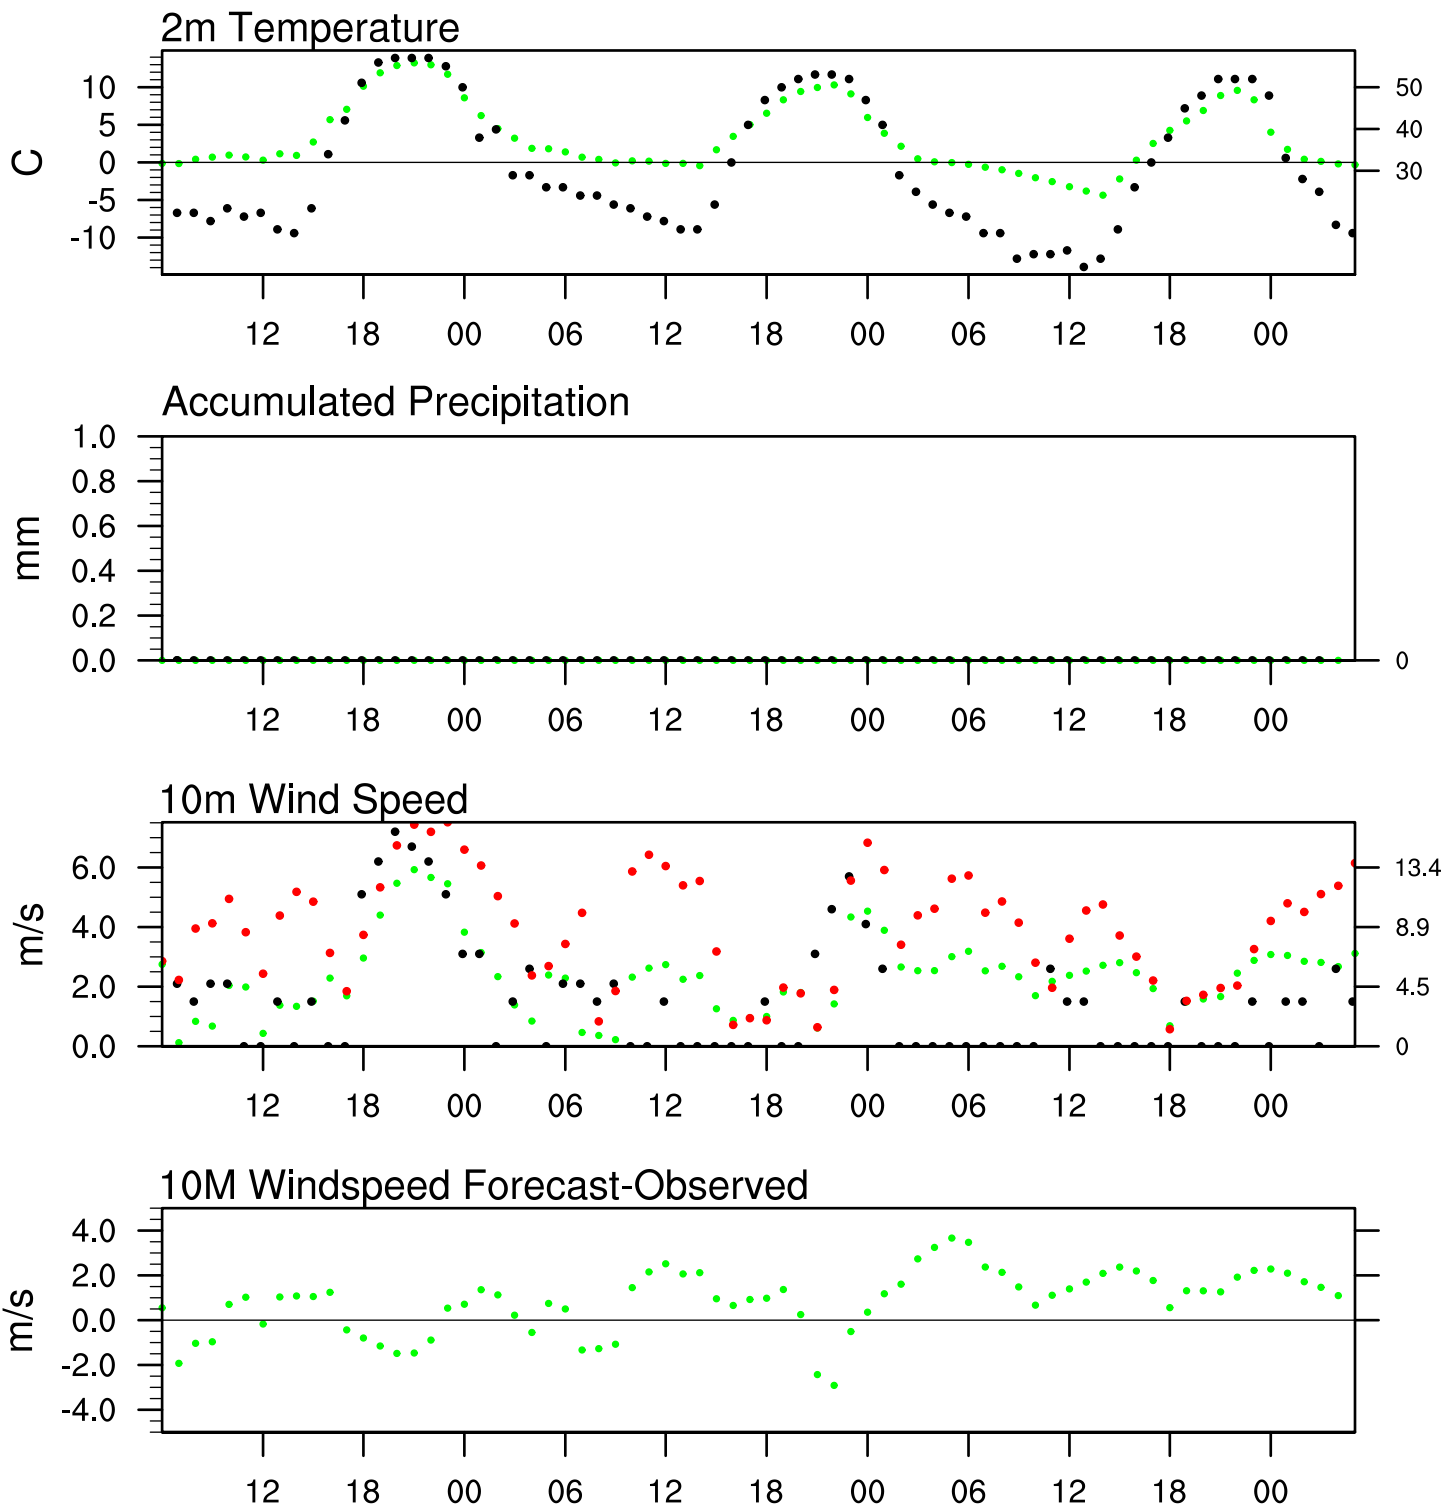 2m Temperature
10
5
0
-5
-10
C
50
40
30
12 18 00 06 12 18 00 06 12 18 00
Accumulated Precipitation
1.0
0.8
0.6
0.4
0.2
0.0
mm
0
12 18 00 06 12 18 00 06 12 18 00
10m Wind Speed
6.0
4.0
2.0
0.0
m/s
13.4
8.9
4.5
0
12 18 00 06 12 18 00 06 12 18 00
10M Windspeed Forecast-Observed
4.0
2.0
0.0
-2.0
-4.0
m/s
12 18 00 06 12 18 00 06 12 18 00